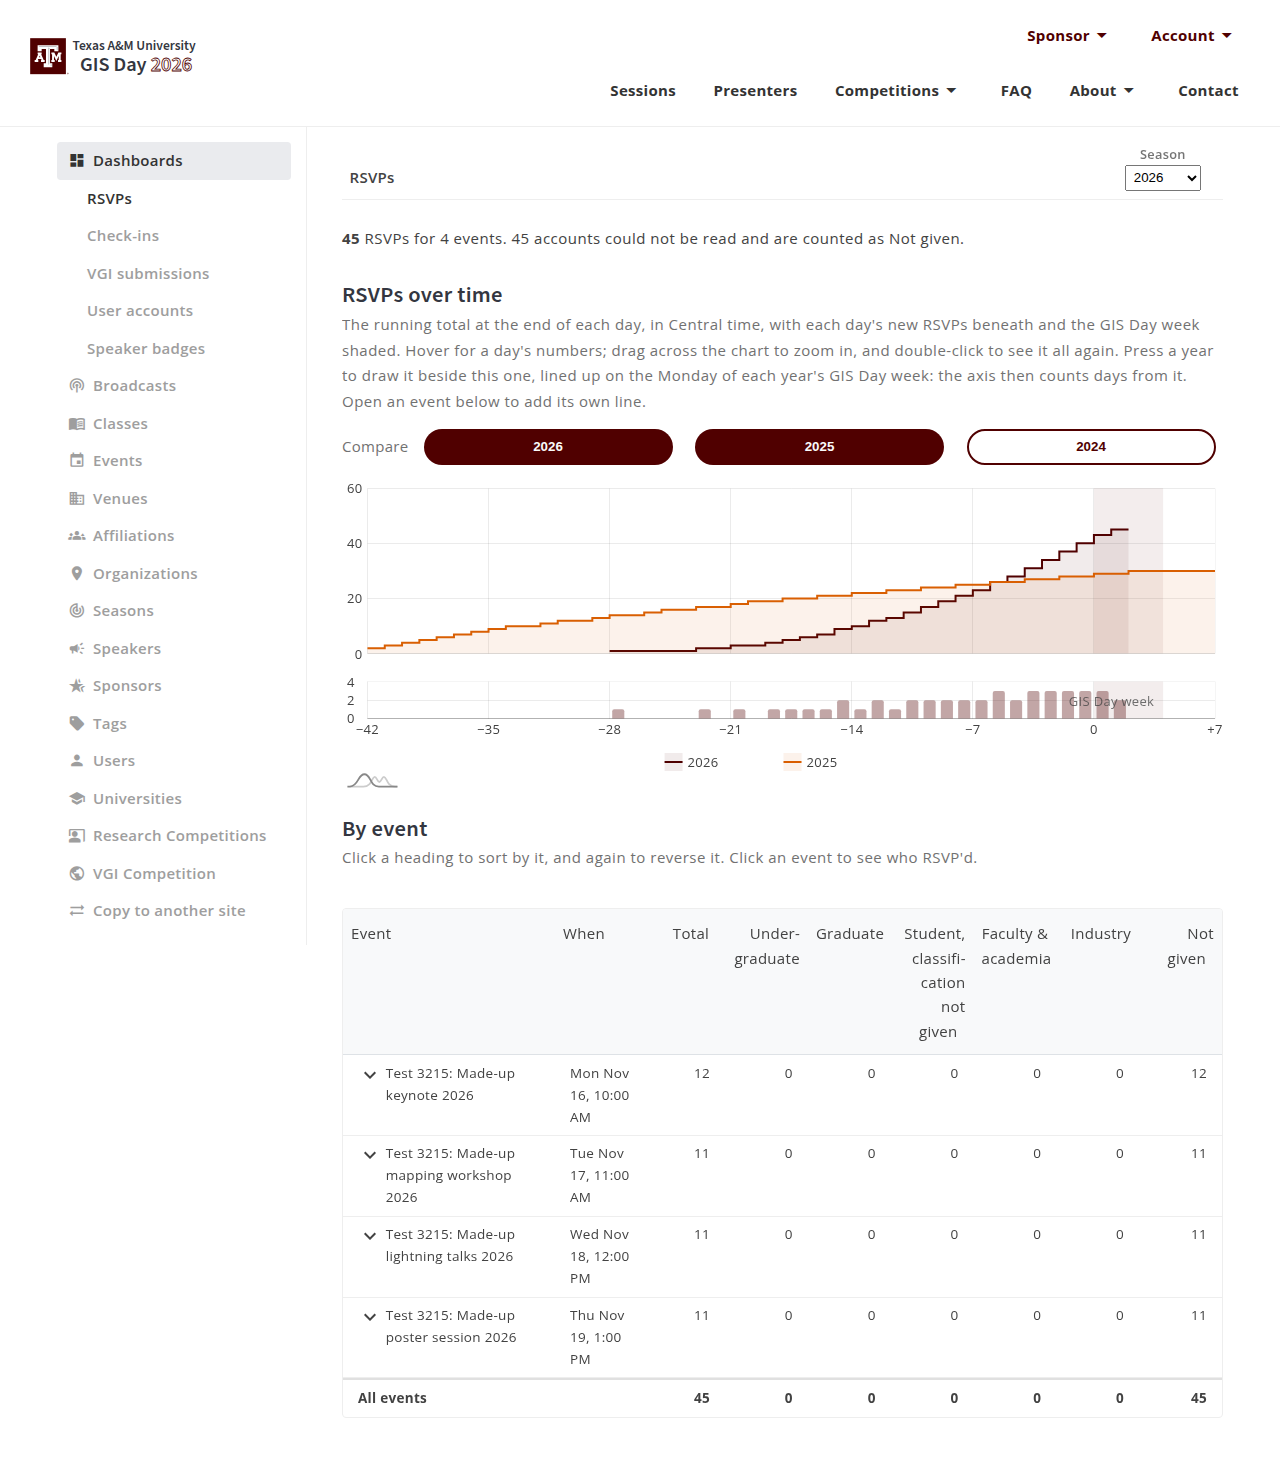 Texas A&M University
GIS Day 2026
Sponsor
Account
Sessions
Presenters
Competitions
FAQ
About
Contact
Dashboards
RSVPs
Check-ins
VGI submissions
User accounts
Speaker badges
Broadcasts
Classes
Events
Venues
Affiliations
Organizations
Seasons
Speakers
Sponsors
Tags
Users
Universities
Research Competitions
VGI Competition
Copy to another site
RSVPs
Season
2026
45 RSVPs for 4 events. 45 accounts could not be read and are counted as Not given.
RSVPs over time
The running total at the end of each day, in Central time, with each day's new RSVPs beneath and the GIS Day week
shaded. Hover for a day's numbers; drag across the chart to zoom in, and double-click to see it all again. Press a year
to draw it beside this one, lined up on the Monday of each year's GIS Day week: the axis then counts days from it.
Open an event below to add its own line.
Compare
2026
2025
2024
60
40
20
0
4
2
0
GIS Day week
−42
−35
−28
−21
−14
−7
0
+7
2026
2025
By event
Click a heading to sort by it, and again to reverse it. Click an event to see who RSVP'd.
Event
When
Total
Under-
graduate
Graduate
Student,
classifi-
cation
not
given
Faculty &
academia
Industry
Not
given
Test 3215: Made-up
keynote 2026
Mon Nov
16, 10:00
AM
12
0
0
0
0
0
12
Test 3215: Made-up
mapping workshop
2026
Tue Nov
17, 11:00
AM
11
0
0
0
0
0
11
Test 3215: Made-up
lightning talks 2026
Wed Nov
18, 12:00
PM
11
0
0
0
0
0
11
Test 3215: Made-up
poster session 2026
Thu Nov
19, 1:00
PM
11
0
0
0
0
0
11
All events
45
0
0
0
0
0
45